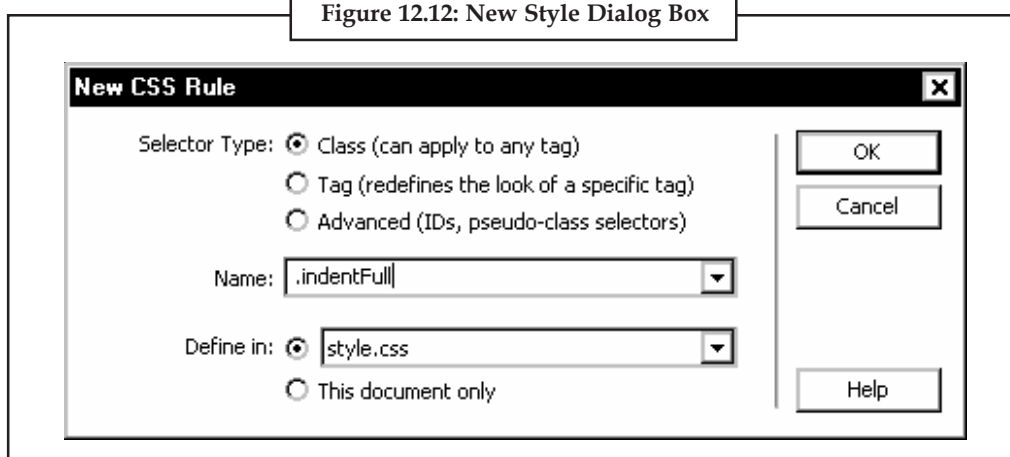 Figure 12.12: New Style Dialog Box
New CSS Rule
Selector Type: Class (can apply to any tag)
Tag (redefines the look of a specific tag)
Advanced (IDs, pseudo-class selectors)
Name: .indentFull
Define in: style.css
This document only
OK
Cancel
Help